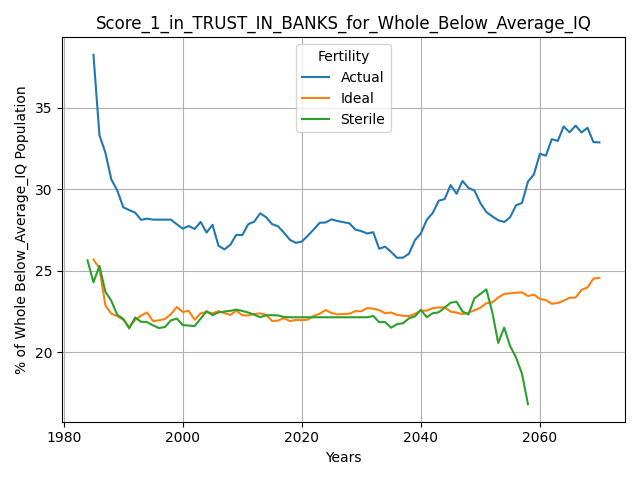 Score_1_in_TRUST_IN_BANKS_for_Whole_Below_Average_IQ
% of Whole Below_Average_IQ Population
Fertility
Actual
Ideal
Sterile
35
30
25
20
1980
2000
2020
2040
2060
Years